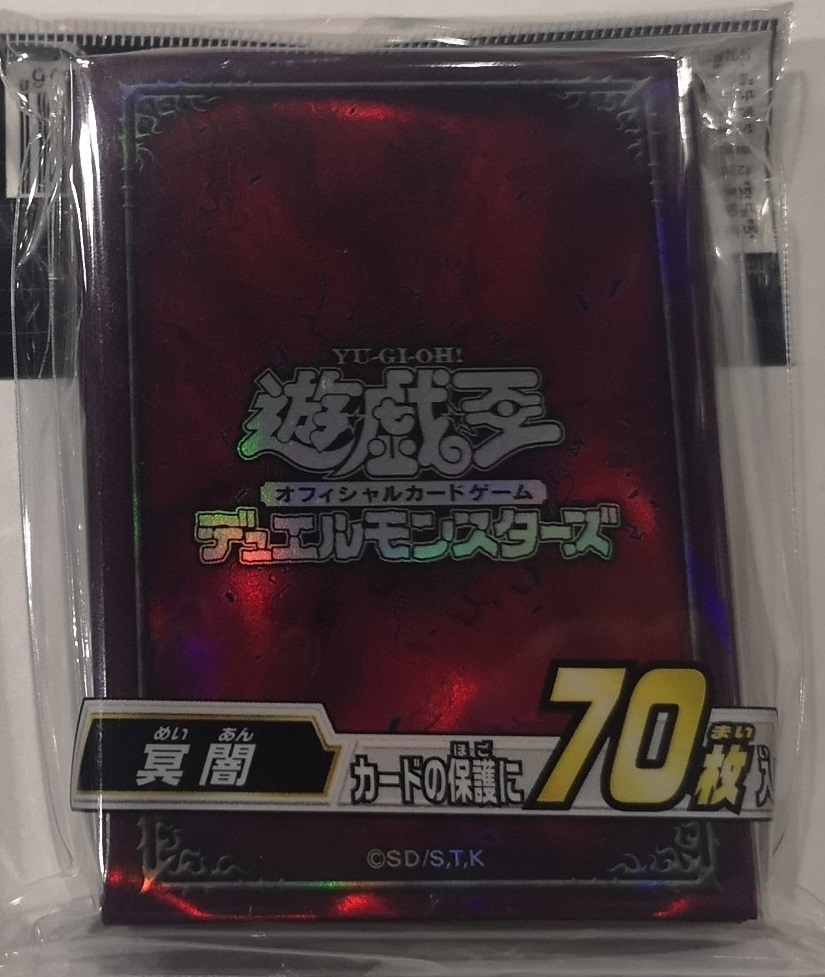 YU-GI-OH!
遊戯王
オフィシャルカードゲーム
デュエルモンスターズ
めい あん
冥闇
ほご
カードの保護に
まい
70枚入
©SD/S,T,K